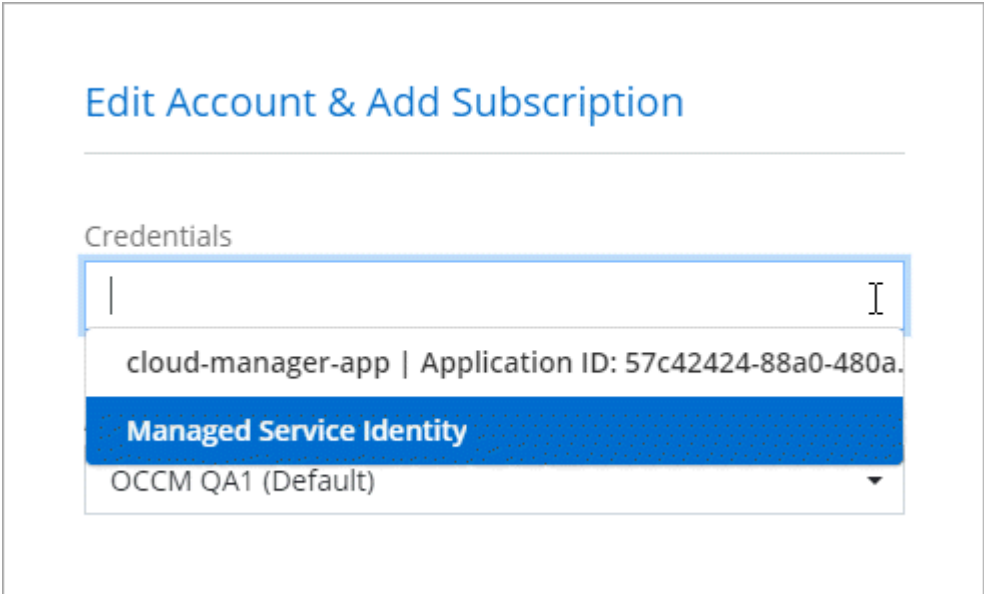 Edit Account & Add Subscription
Credentials
cloud-manager-app | Application ID: 57c42424-88a0-480a.
Managed Service Identity
OCCM QA1 (Default)